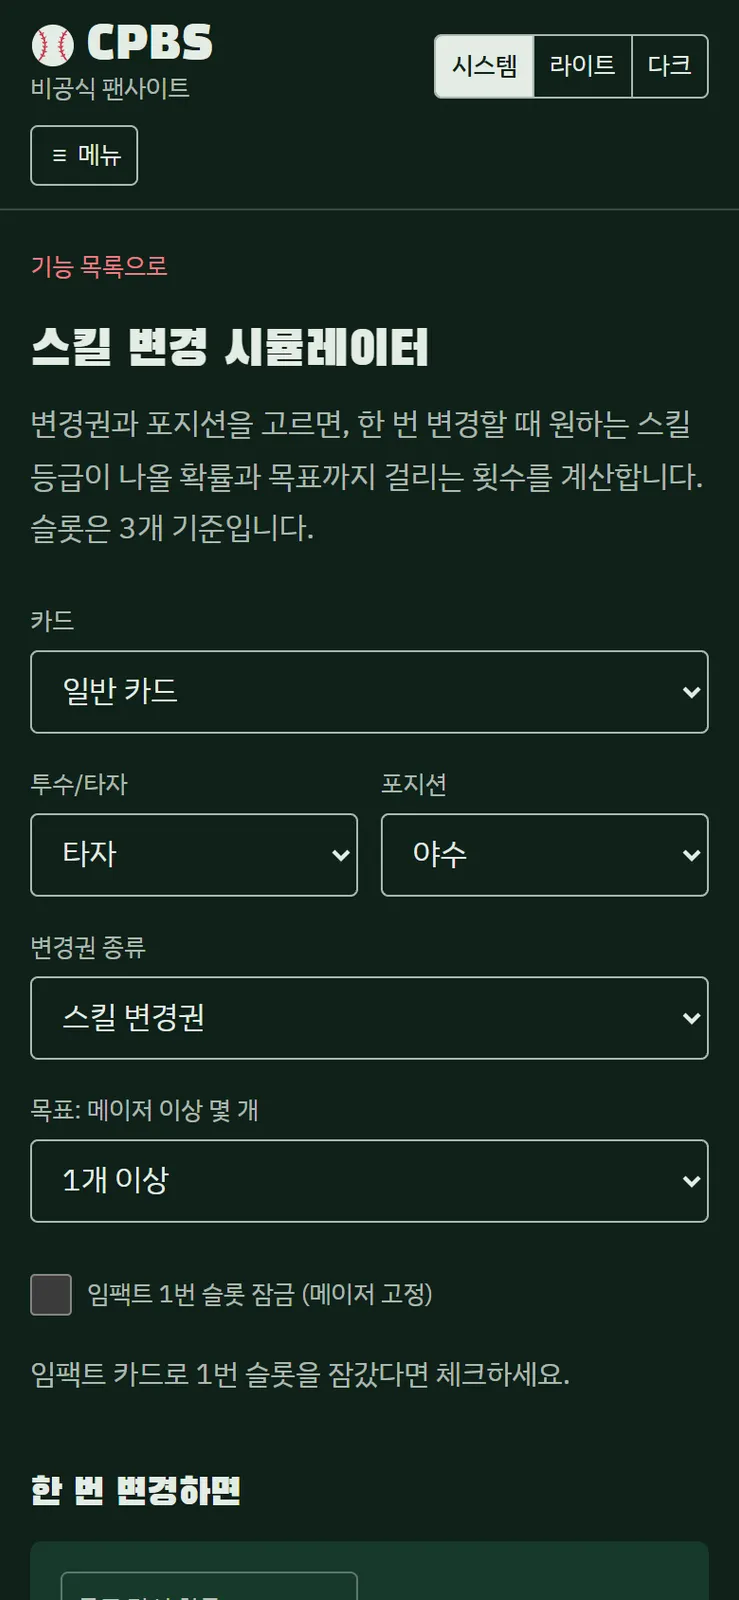 CPBS
비공식 팬사이트
시스템 라이트 다크
≡ 메뉴
기능 목록으로
스킬 변경 시뮬레이터
변경권과 포지션을 고르면, 한 번 변경할 때 원하는 스킬
등급이 나올 확률과 목표까지 걸리는 횟수를 계산합니다.
슬롯은 3개 기준입니다.
카드
일반 카드
투수/타자 포지션
타자 야수
변경권 종류
스킬 변경권
목표: 메이저 이상 몇 개
1개 이상
임팩트 1번 슬롯 잠금 (메이저 고정)
임팩트 카드로 1번 슬롯을 잠갔다면 체크하세요.
한 번 변경하면